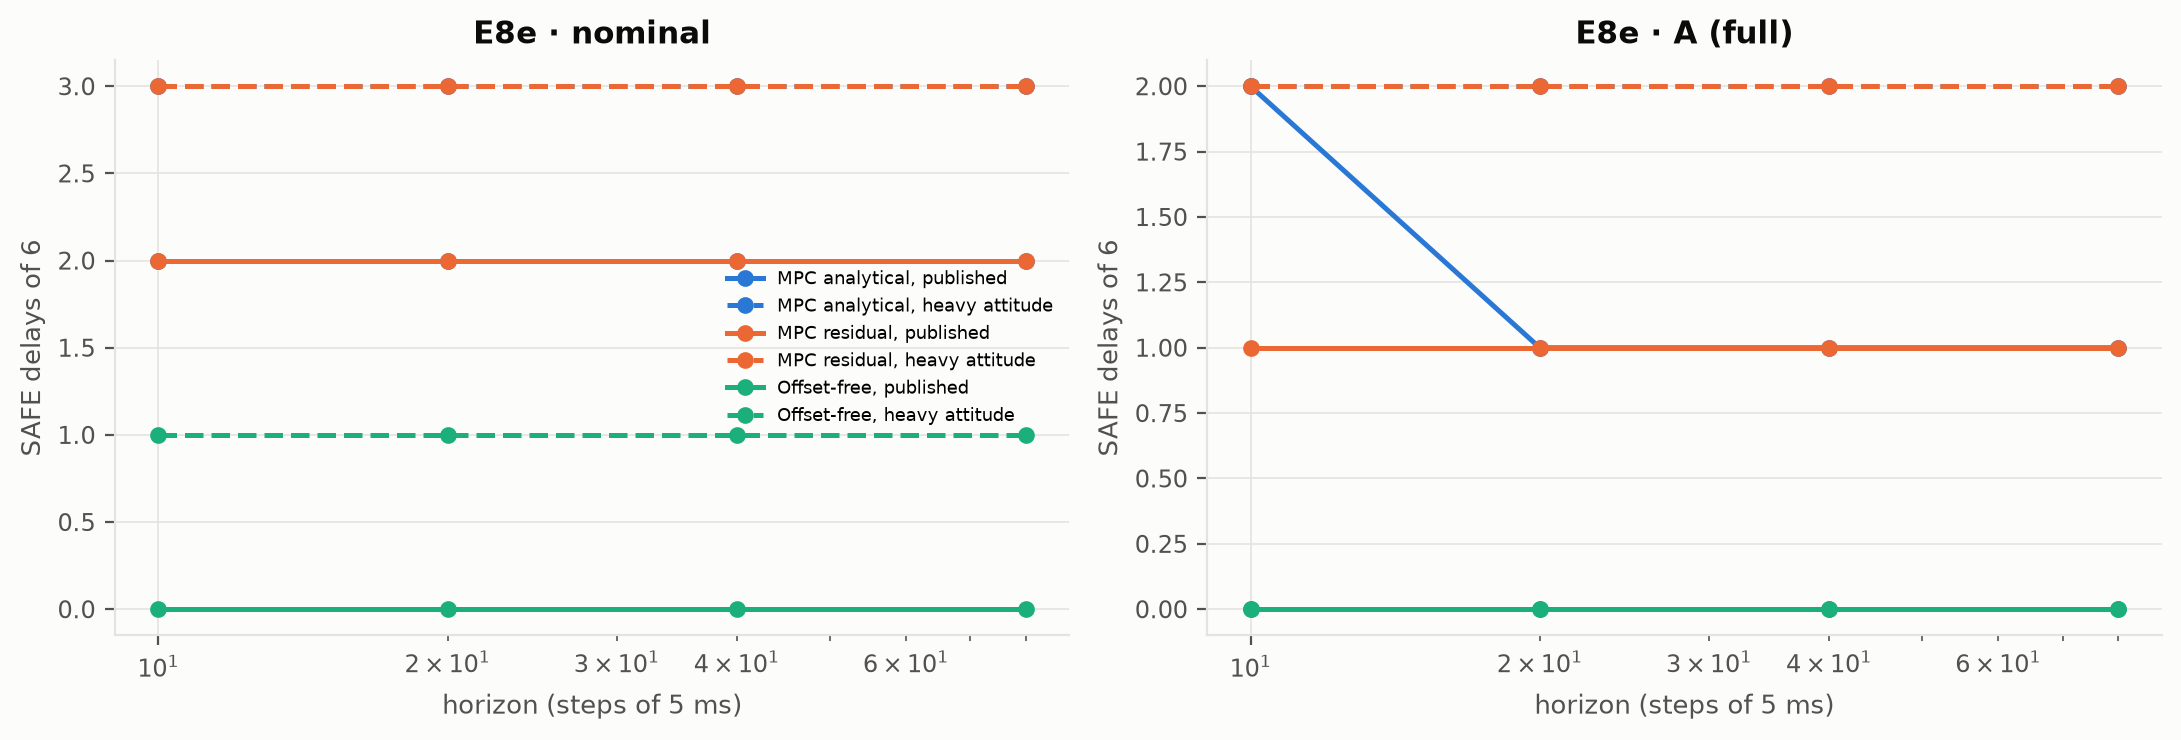 E8e · nominal
SAFE delays of 6
3.0
2.5
2.0
1.5
1.0
0.5
0.0
MPC analytical, published
MPC analytical, heavy attitude
MPC residual, published
MPC residual, heavy attitude
Offset-free, published
Offset-free, heavy attitude
10¹
2 × 10¹
3 × 10¹
4 × 10¹
6 × 10¹
horizon (steps of 5 ms)
E8e · A (full)
SAFE delays of 6
2.00
1.75
1.50
1.25
1.00
0.75
0.50
0.25
0.00
10¹
2 × 10¹
3 × 10¹
4 × 10¹
6 × 10¹
horizon (steps of 5 ms)